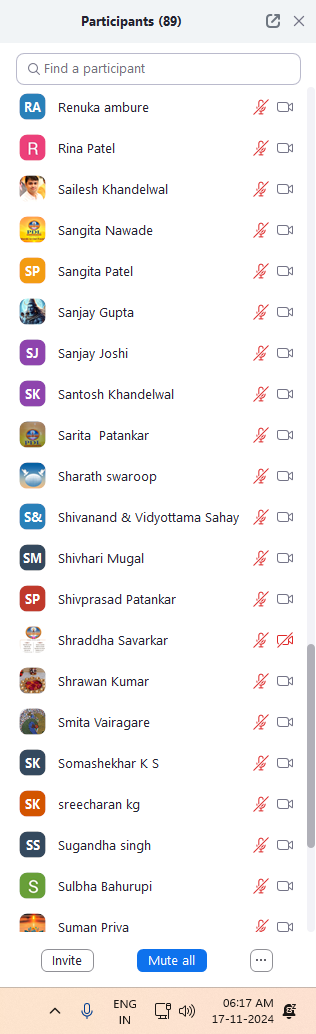 Participants (89)
Find a participant
RA Renuka ambure
R Rina Patel
Sailesh Khandelwal
Sangita Nawade
SP Sangita Patel
Sanjay Gupta
SJ Sanjay Joshi
SK Santosh Khandelwal
Sarita  Patankar
Sharath swaroop
S& Shivanand & Vidyottama Sahay
SM Shivhari Mugal
SP Shivprasad Patankar
Shraddha Savarkar
Shrawan Kumar
Smita Vairagare
SK Somashekhar K S
SK sreecharan kg
SS Sugandha singh
S Sulbha Bahurupi
Suman Priya
Invite Mute all ...
ENG 06:17 AM
IN 17-11-2024